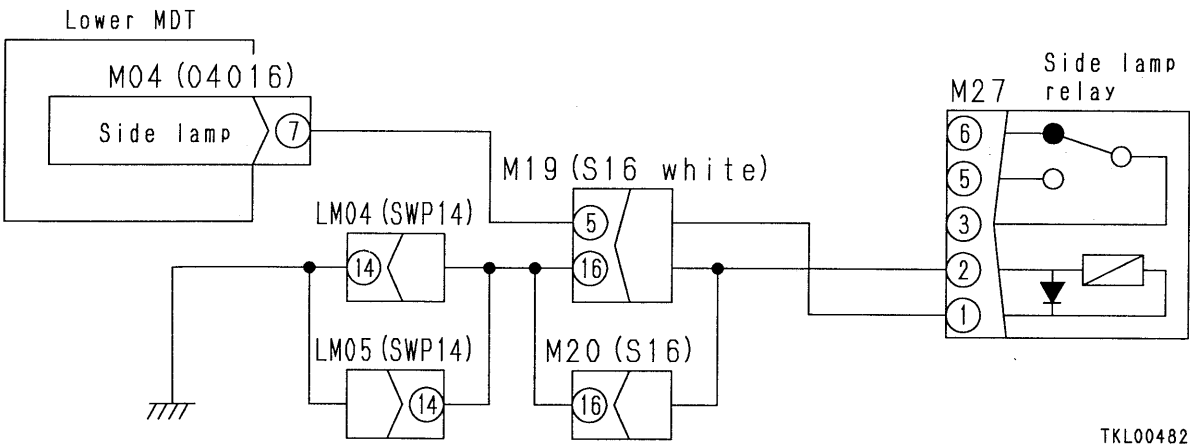 Lower MDT
M04 (04016)
Side lamp
7
Side lamp
relay
M27
6
5
3
2
1
M19 (S16 white)
5
16
LM04 (SWP14)
14
LM05 (SWP14)
14
M20 (S16)
16
TKL00482